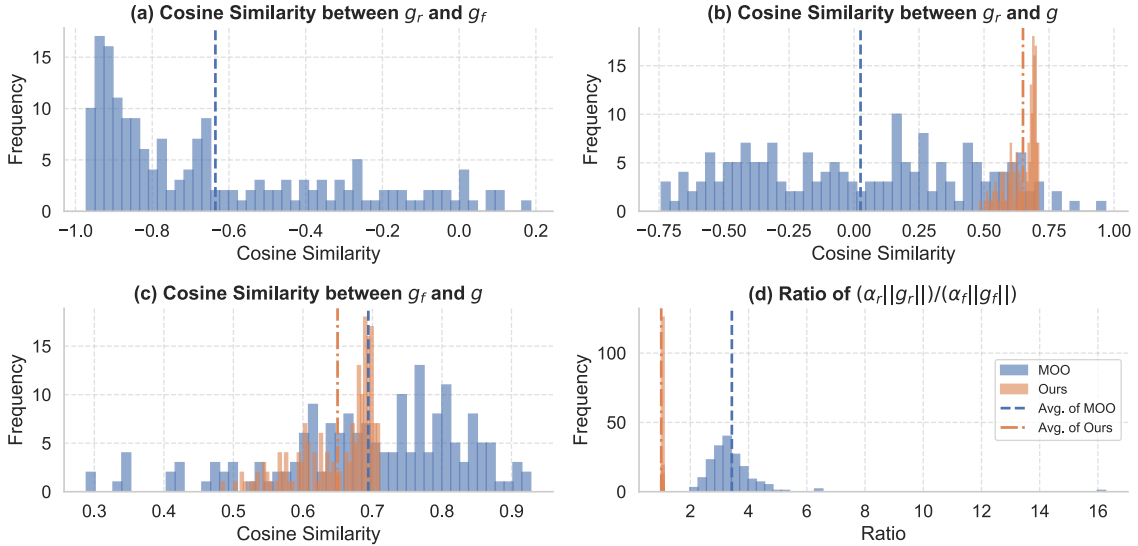 (a) Cosine Similarity between g_r and g_f
Frequency
15
10
5
0
−1.0 −0.8 −0.6 −0.4 −0.2 0.0 0.2
Cosine Similarity
(b) Cosine Similarity between g_r and g
Frequency
15
10
5
0
−0.75 −0.50 −0.25 0.00 0.25 0.50 0.75 1.00
Cosine Similarity
(c) Cosine Similarity between g_f and g
Frequency
15
10
5
0
0.3 0.4 0.5 0.6 0.7 0.8 0.9
Cosine Similarity
(d) Ratio of (α_r||g_r||)/(α_f||g_f||)
Frequency
100
50
0
2 4 6 8 10 12 14 16
Ratio
MOO
Ours
Avg. of MOO
Avg. of Ours